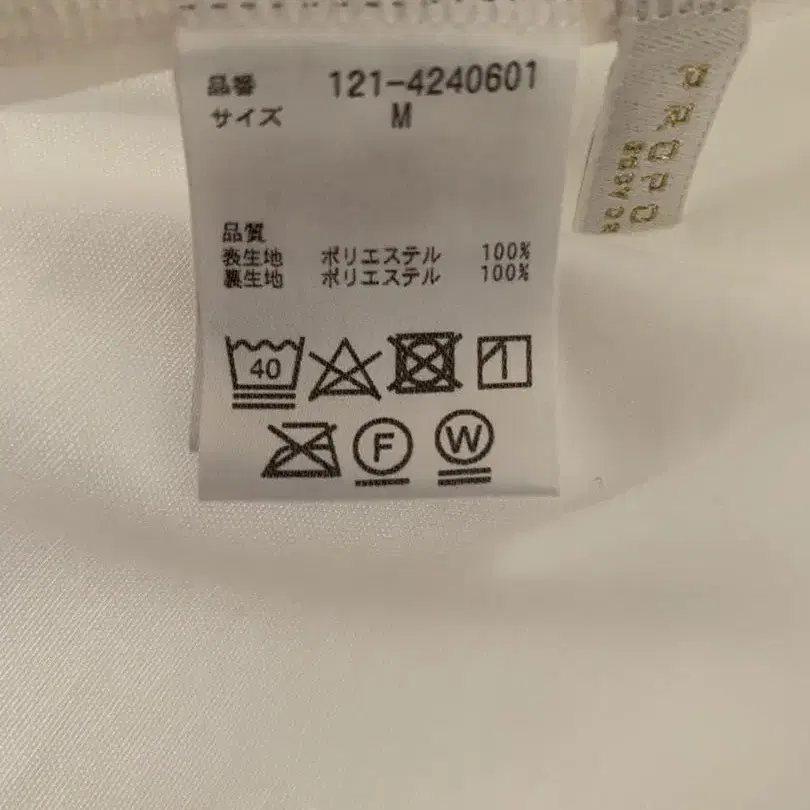 品番 121-4240601
サイズ M
品質
表生地 ポリエステル 100%
裏生地 ポリエステル 100%
40
F W
PROPO